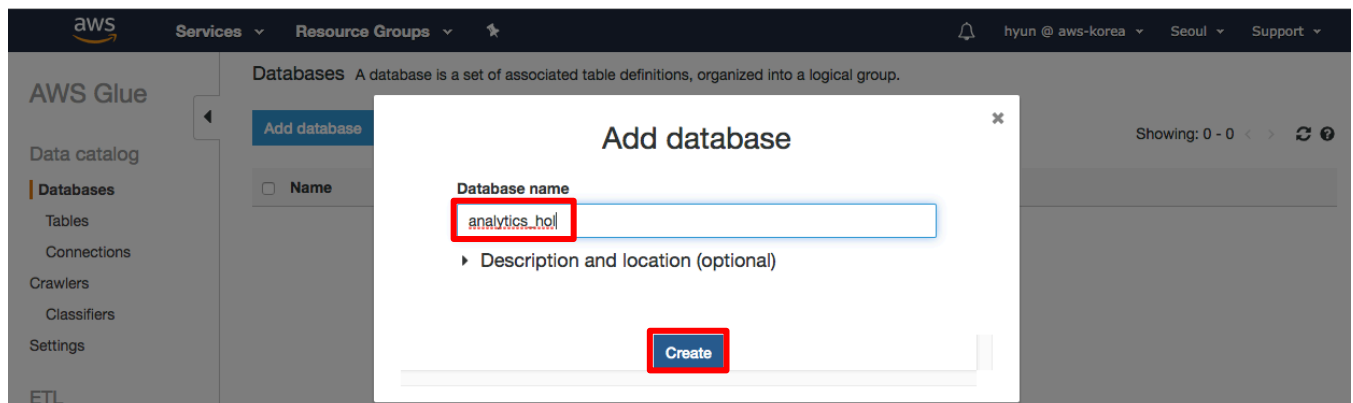 aws
Services
Resource Groups
hyun @ aws-korea
Seoul
Support
AWS Glue
Data catalog
Databases
Tables
Connections
Crawlers
Classifiers
Settings
ETL
Databases A database is a set of associated table definitions, organized into a logical group.
Add database
Showing: 0 - 0
Name
Add database
Database name
analytics_hol
Description and location (optional)
Create